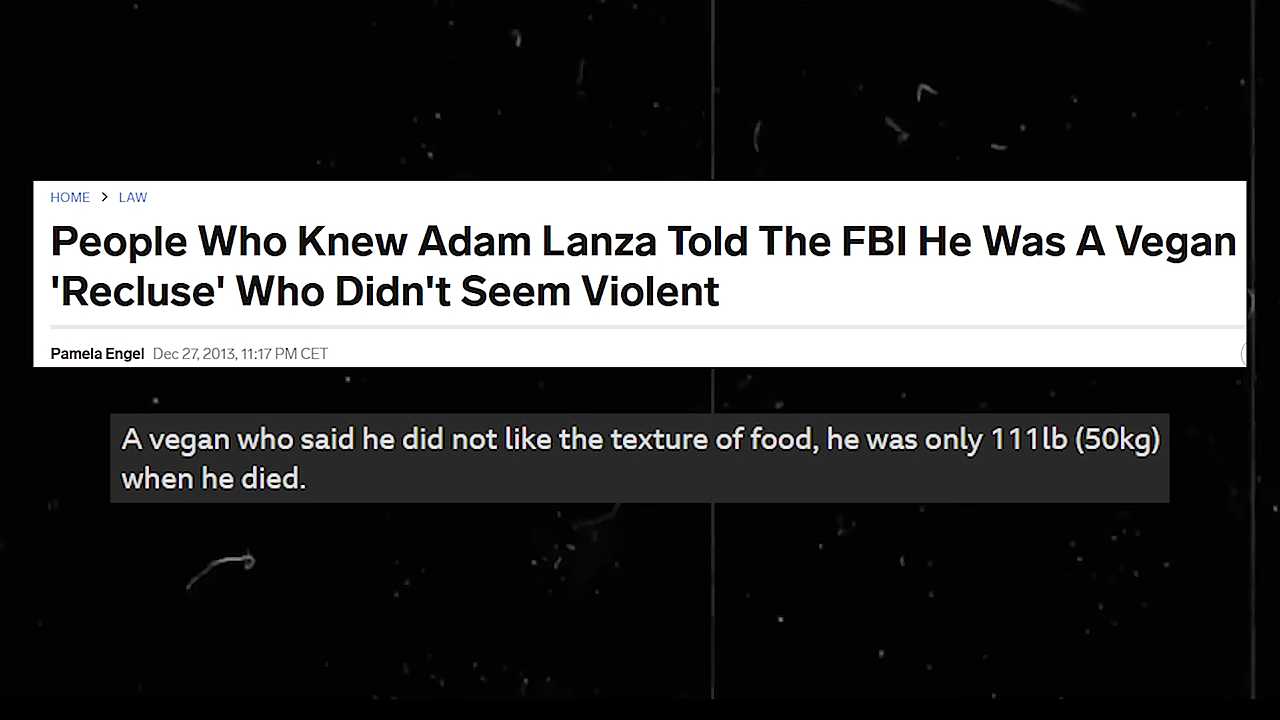 HOME > LAW
People Who Knew Adam Lanza Told The FBI He Was A Vegan
'Recluse' Who Didn't Seem Violent
Pamela Engel Dec 27, 2013, 11:17 PM CET
A vegan who said he did not like the texture of food, he was only 111lb (50kg)
when he died.